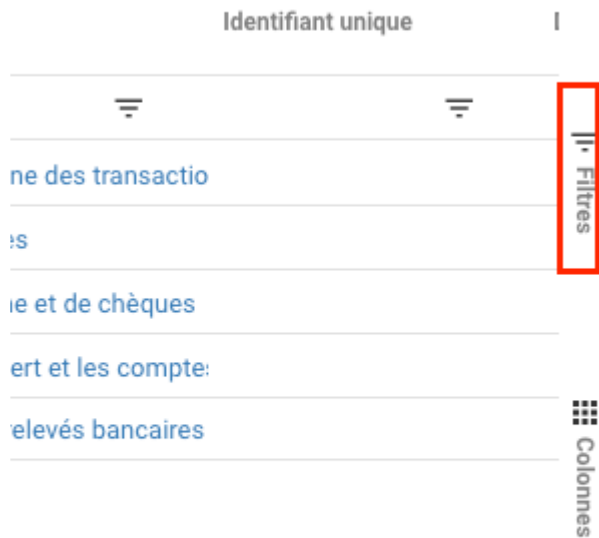 Identifiant unique
ne des transactio
Filtres
es
e et de chèques
ert et les compte
relevés bancaires
Colonnes